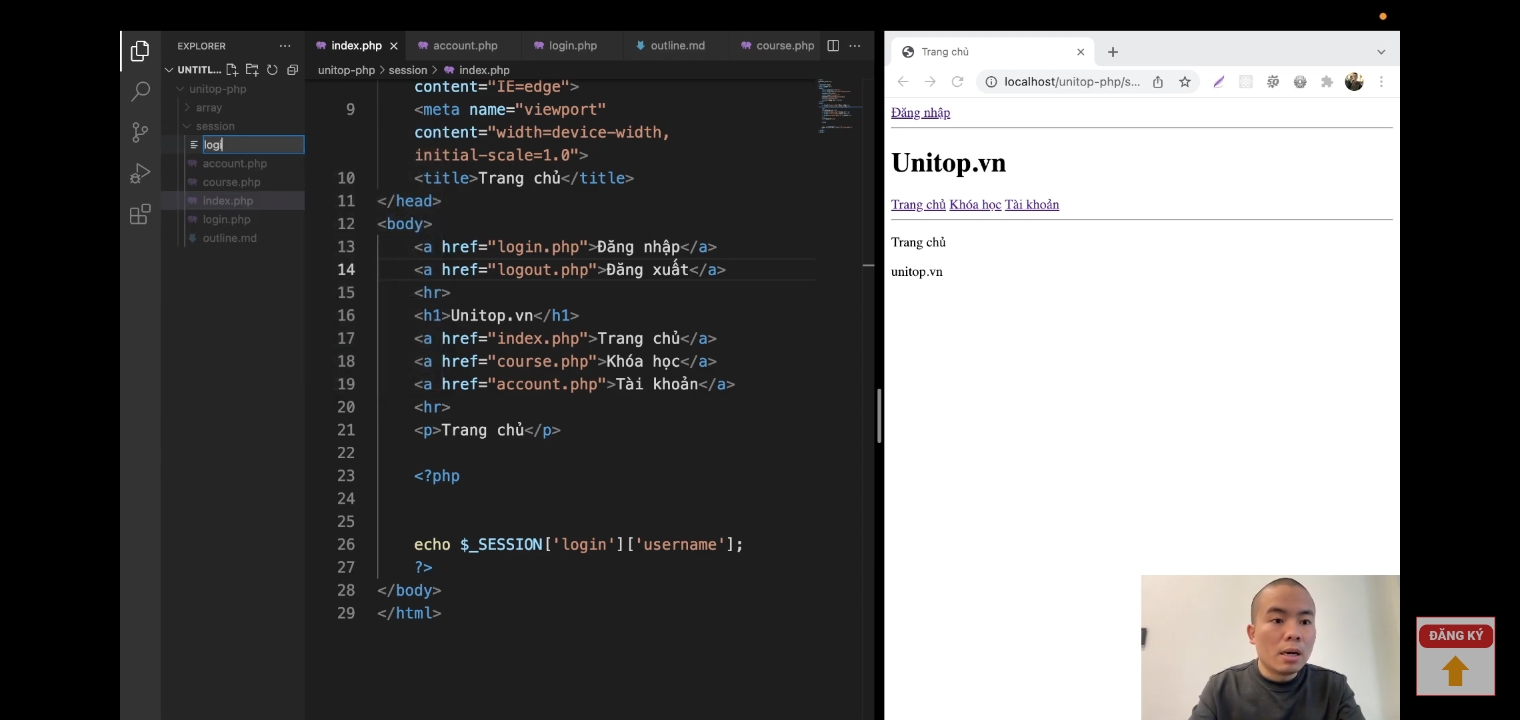 EXPLORER
UNTITL...
unitop-php
array
session
logi
account.php
course.php
index.php
login.php
outline.md
index.php
account.php
login.php
outline.md
course.php
unitop-php > session > index.php
content="IE=edge">
9 <meta name="viewport"
content="width=device-width,
initial-scale=1.0">
10 <title>Trang chủ</title>
11 </head>
12 <body>
13 <a href="login.php">Đăng nhập</a>
14 <a href="logout.php">Đăng xuất</a>
15 <hr>
16 <h1>Unitop.vn</h1>
17 <a href="index.php">Trang chủ</a>
18 <a href="course.php">Khóa học</a>
19 <a href="account.php">Tài khoản</a>
20 <hr>
21 <p>Trang chủ</p>
22
23 <?php
24
25
26 echo $_SESSION['login']['username'];
27 ?>
28 </body>
29 </html>
Trang chủ
localhost/unitop-php/s...
Đăng nhập
Unitop.vn
Trang chủ Khóa học Tài khoản
Trang chủ
unitop.vn
ĐĂNG KÝ